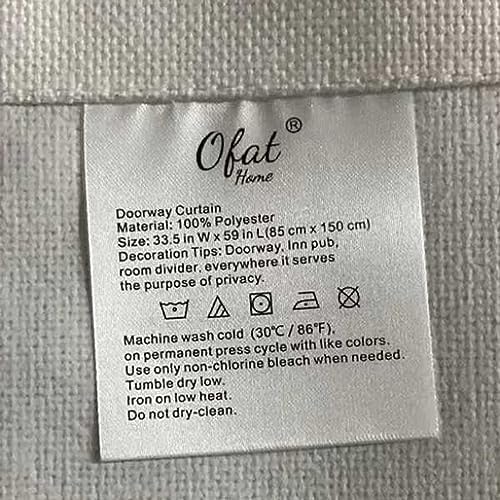 Ofat®
Home
Doorway Curtain
Material: 100% Polyester
Size: 33.5 in W x 59 in L(85 cm x 150 cm)
Decoration Tips: Doorway, Inn pub,
room divider, everywhere it serves
the purpose of privacy.
Machine wash cold (30℃ / 86℉),
on permanent press cycle with like colors.
Use only non-chlorine bleach when needed.
Tumble dry low.
Iron on low heat.
Do not dry-clean.